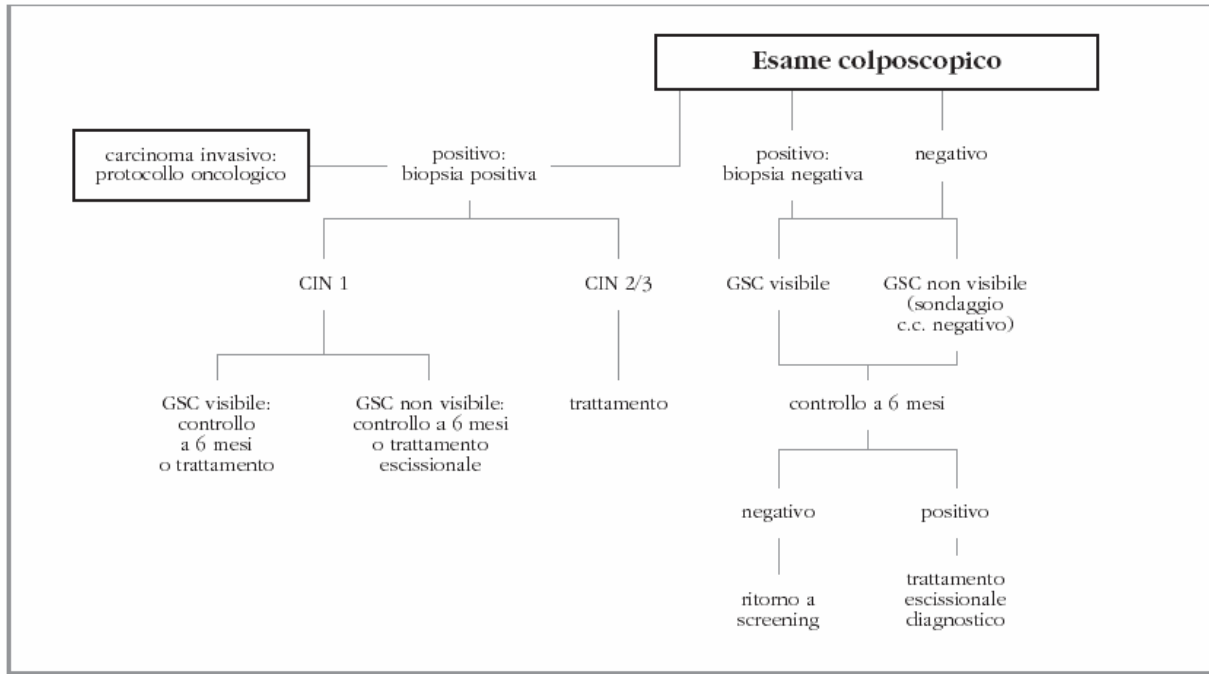 Esame colposcopico
carcinoma invasivo:
protocollo oncologico
positivo:
biopsia positiva
positivo:
biopsia negativa
negativo
CIN 1
CIN 2/3
GSC visibile
GSC non visibile
(sondaggio
c.c. negativo)
GSC visibile:
controllo
a 6 mesi
o trattamento
GSC non visibile:
controllo a 6 mesi
o trattamento
escissionale
trattamento
controllo a 6 mesi
negativo
positivo
ritorno a
screening
trattamento
escissionale
diagnostico